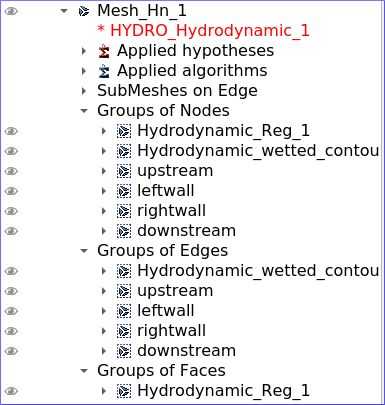 Mesh_Hn_1
* HYDRO_Hydrodynamic_1
Applied hypotheses
Applied algorithms
SubMeshes on Edge
Groups of Nodes
Hydrodynamic_Reg_1
Hydrodynamic_wetted_contou
upstream
leftwall
rightwall
downstream
Groups of Edges
Hydrodynamic_wetted_contou
upstream
leftwall
rightwall
downstream
Groups of Faces
Hydrodynamic_Reg_1